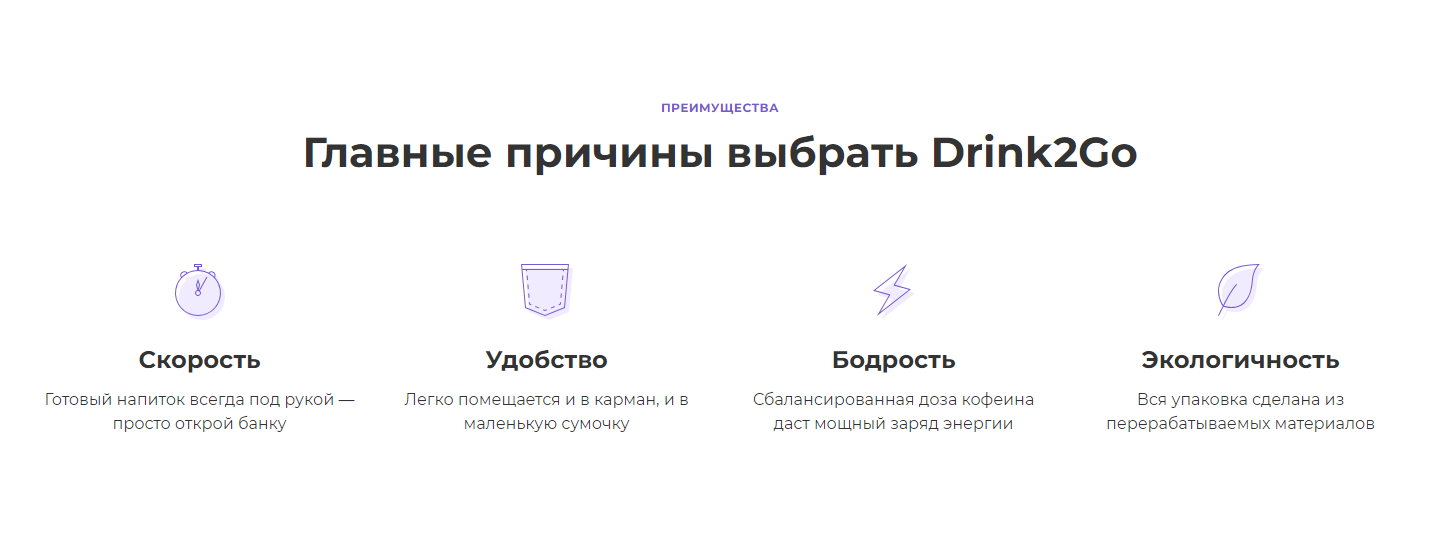 ПРЕИМУЩЕСТВА
Главные причины выбрать Drink2Go
Скорость
Готовый напиток всегда под рукой —
просто открой банку
Удобство
Легко помещается и в карман, и в
маленькую сумочку
Бодрость
Сбалансированная доза кофеина
даст мощный заряд энергии
Экологичность
Вся упаковка сделана из
перерабатываемых материалов